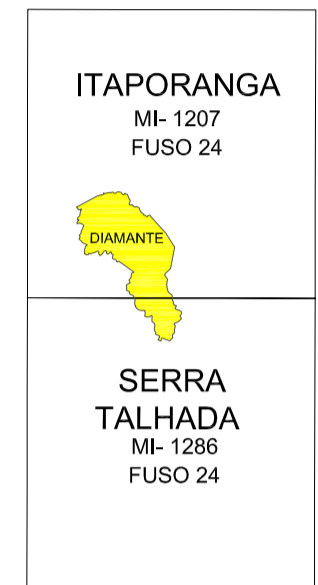 ITAPORANGA
MI- 1207
FUSO 24
DIAMANTE
SERRA
TALHADA
MI- 1286
FUSO 24